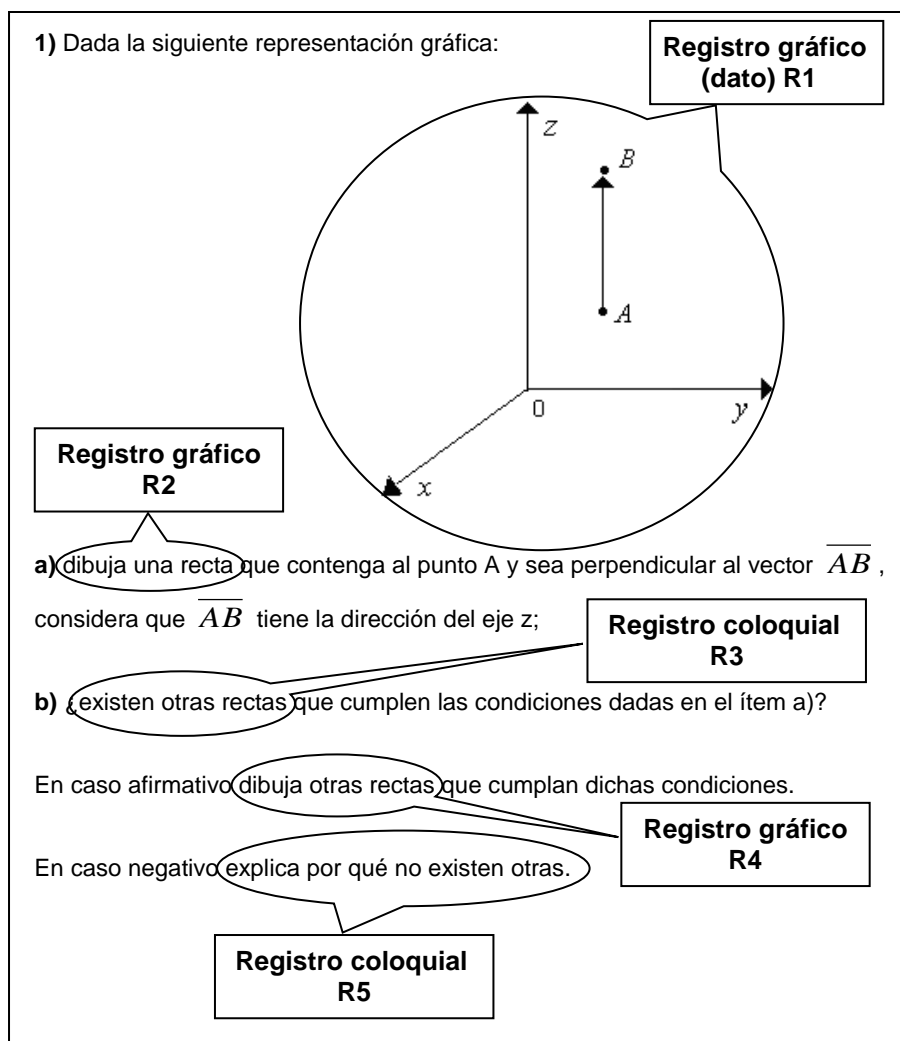 1) Dada la siguiente representación gráfica:
Registro gráfico
(dato) R1
z
B
A
0
y
x
Registro gráfico
R2
a) dibuja una recta que contenga al punto A y sea perpendicular al vector AB ,
considera que AB tiene la dirección del eje z;
Registro coloquial
R3
b) ¿existen otras rectas que cumplen las condiciones dadas en el ítem a)?
En caso afirmativo dibuja otras rectas que cumplan dichas condiciones.
Registro gráfico
R4
En caso negativo explica por qué no existen otras.
Registro coloquial
R5